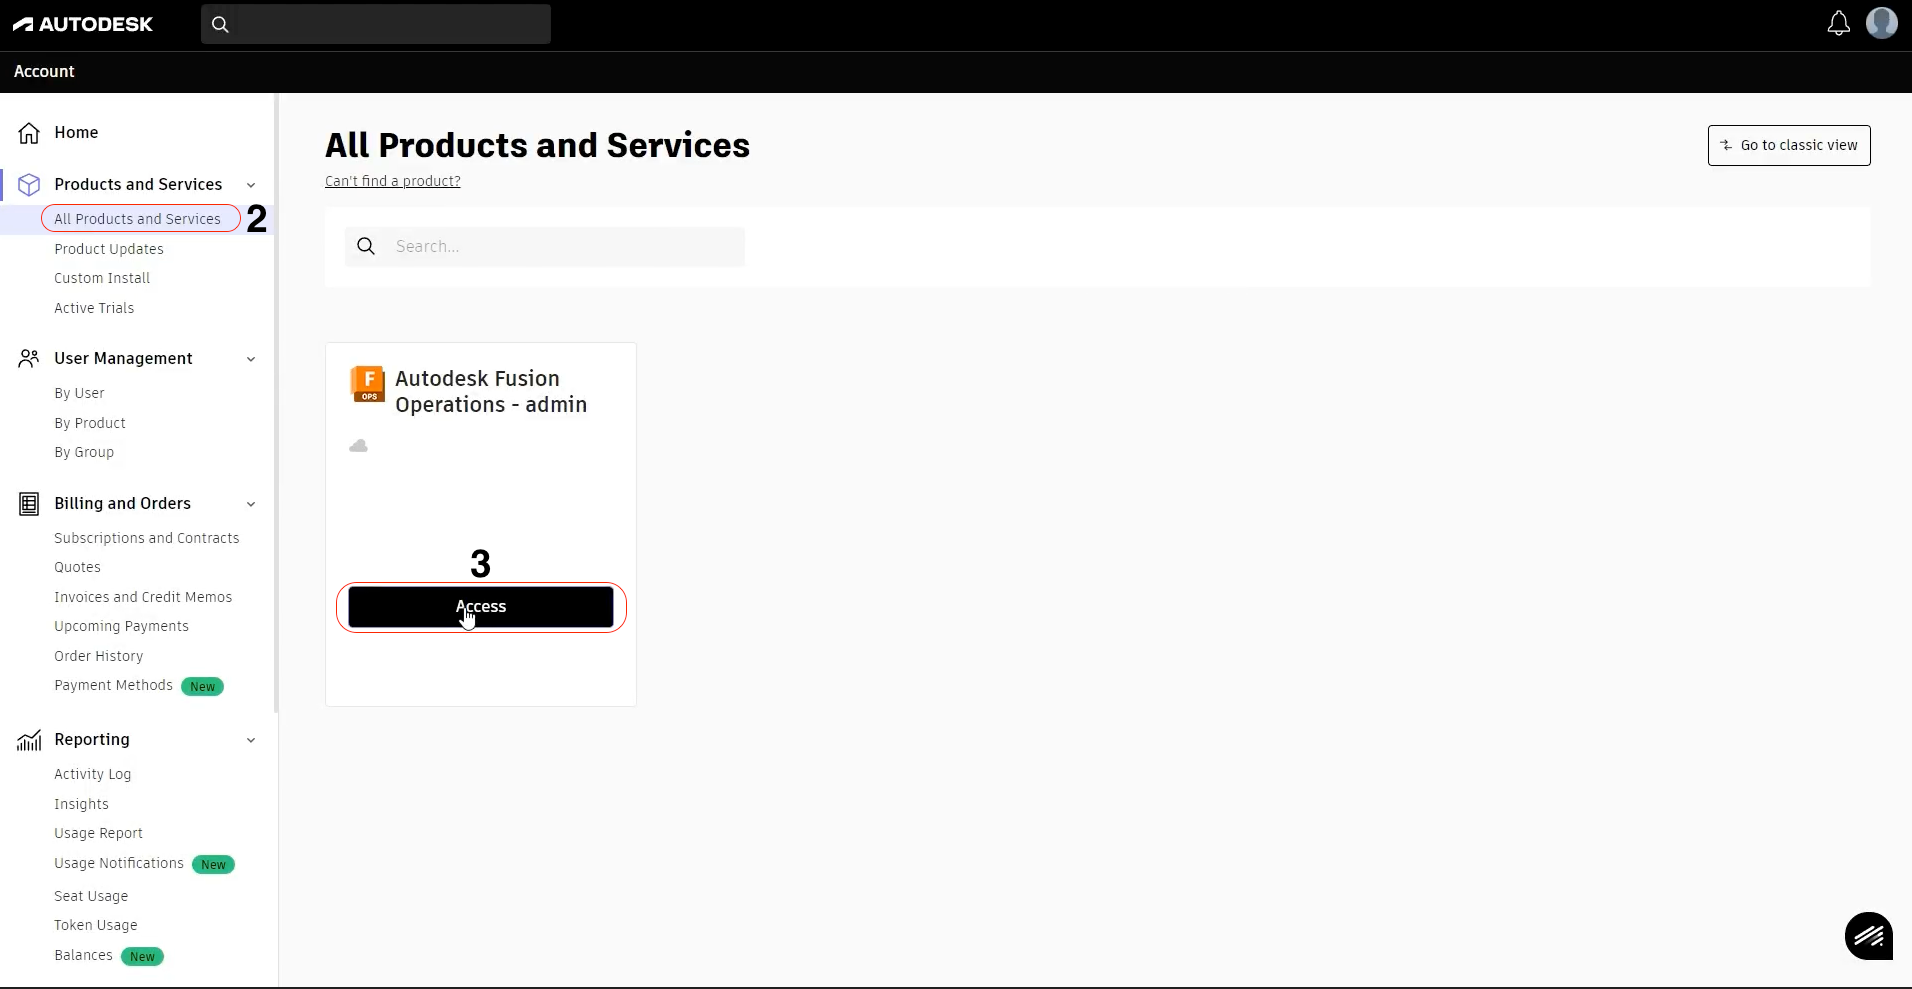 AUTODESK
Account
Home
Products and Services
All Products and Services 2
Product Updates
Custom Install
Active Trials
User Management
By User
By Product
By Group
Billing and Orders
Subscriptions and Contracts
Quotes
Invoices and Credit Memos
Upcoming Payments
Order History
Payment Methods New
Reporting
Activity Log
Insights
Usage Report
Usage Notifications New
Seat Usage
Token Usage
Balances New
All Products and Services
Can't find a product?
Go to classic view
Search...
F
OPS
Autodesk Fusion
Operations - admin
3
Access